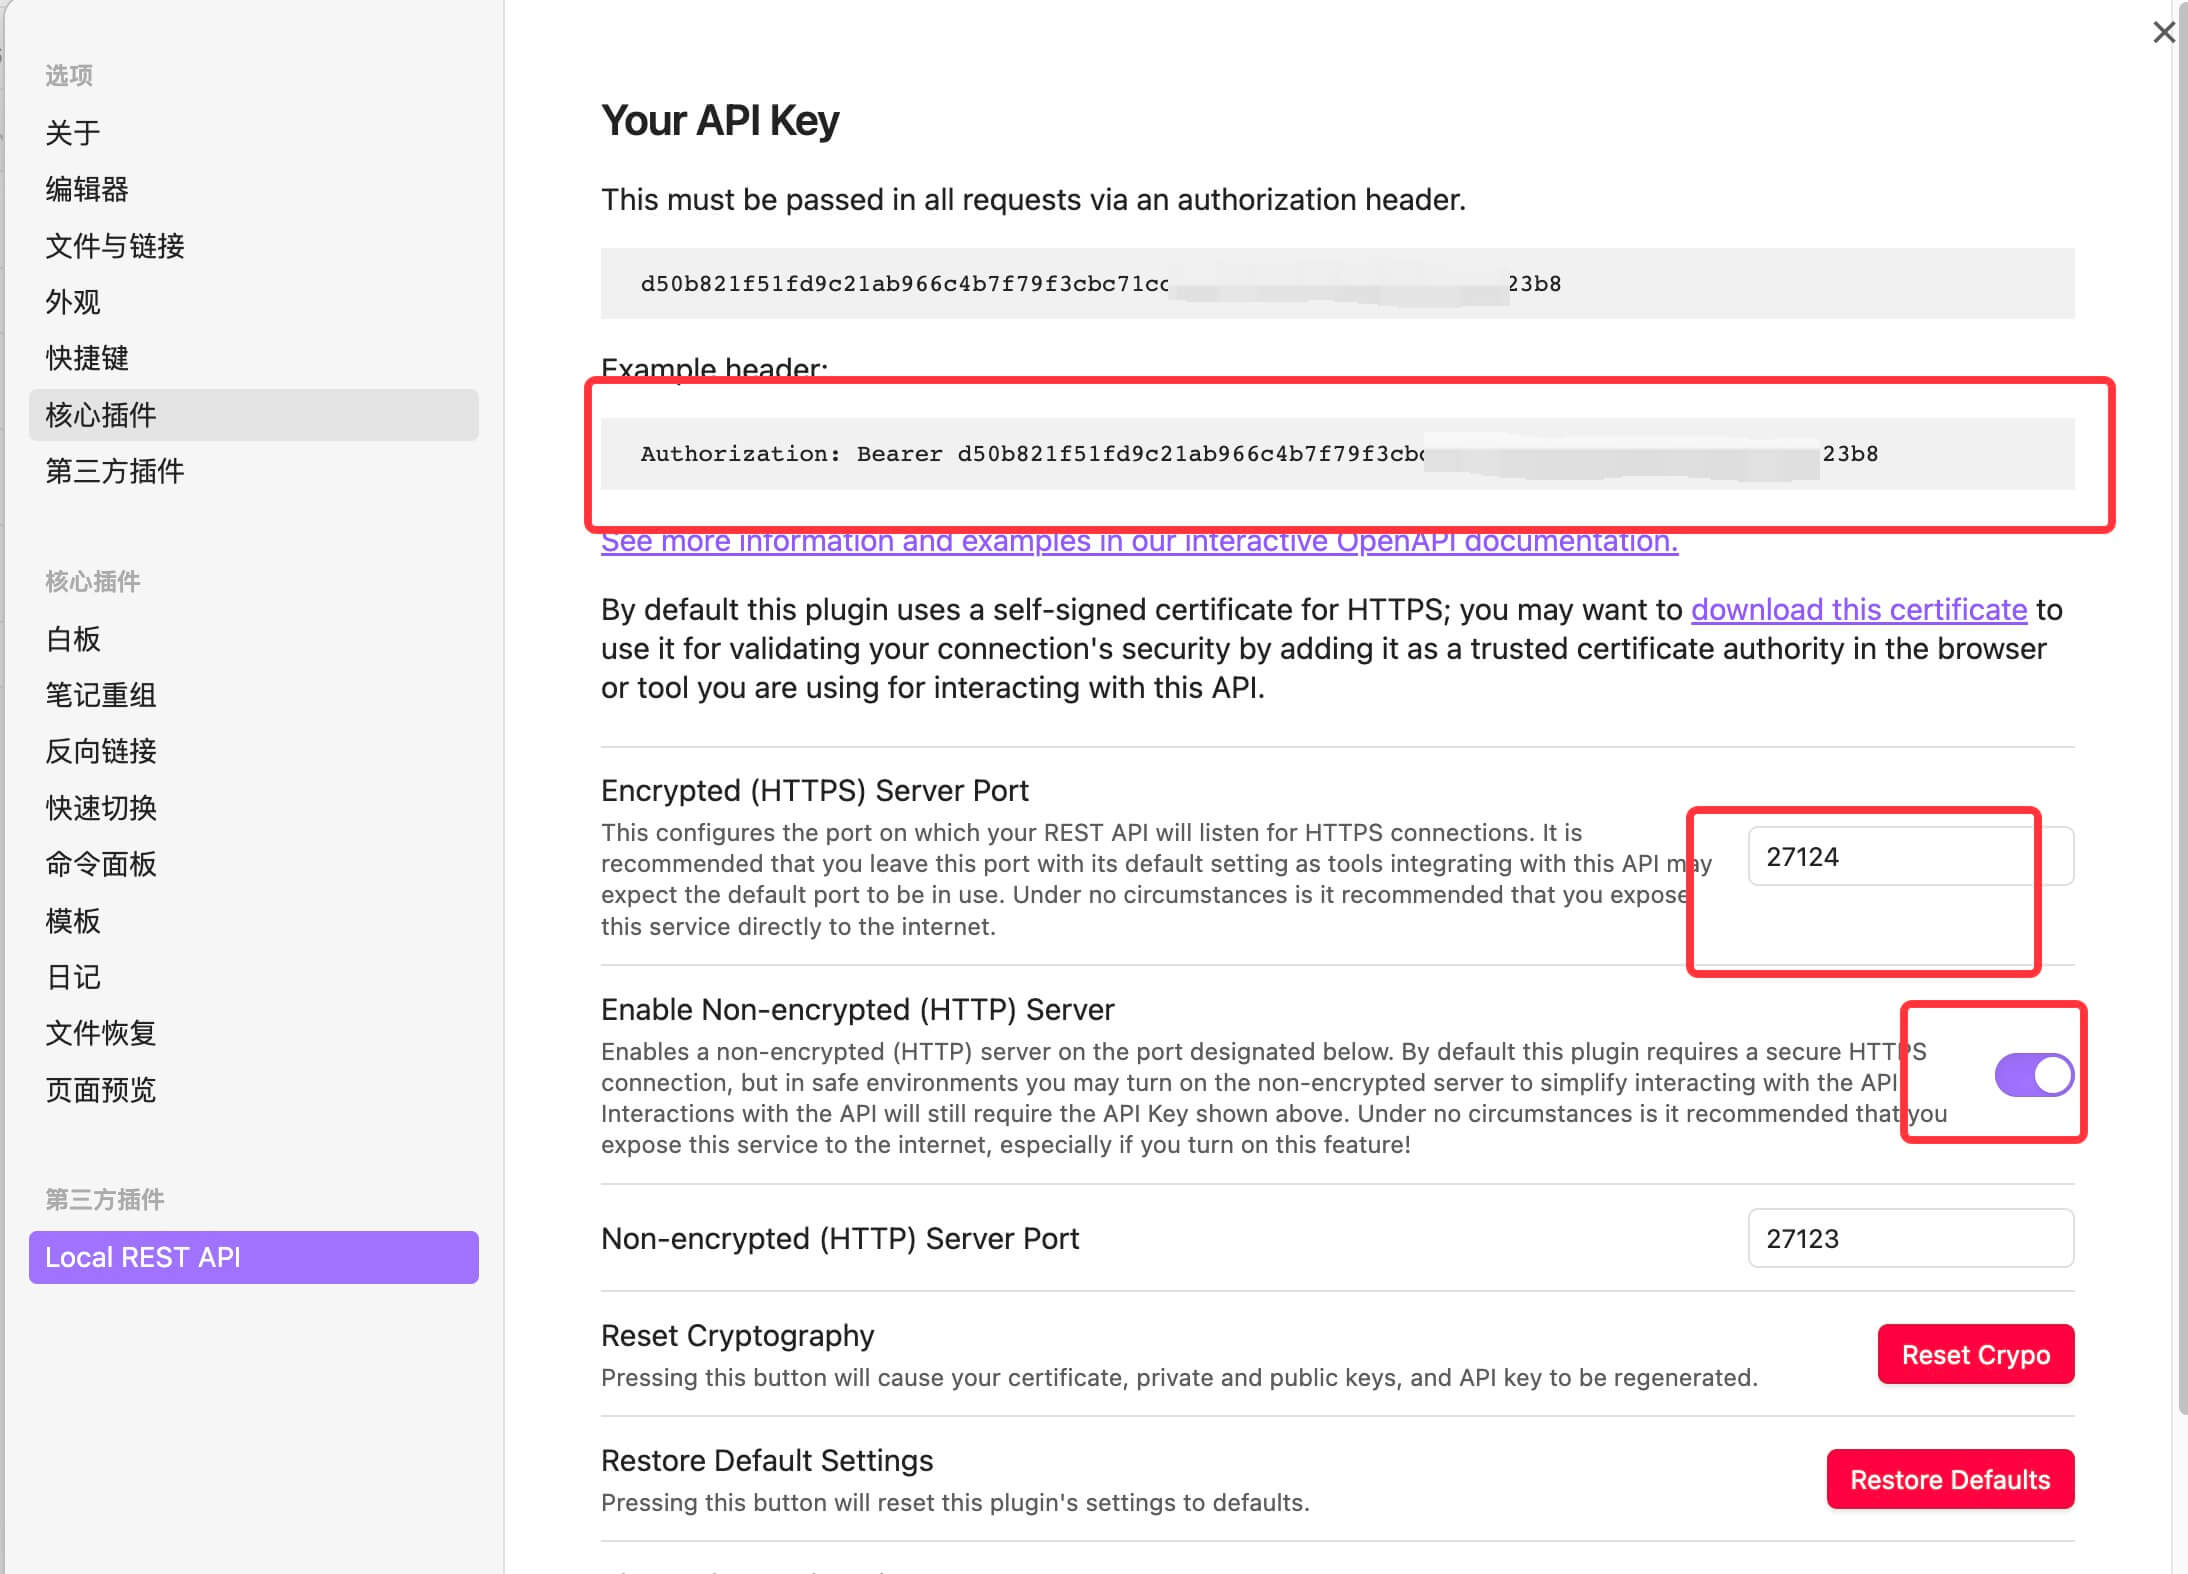 选项
关于
编辑器
文件与链接
外观
快捷键
核心插件
第三方插件
核心插件
白板
笔记重组
反向链接
快速切换
命令面板
模板
日记
文件恢复
页面预览
第三方插件
Local REST API
Your API Key
This must be passed in all requests via an authorization header.
d50b821f51fd9c21ab966c4b7f79f3cbc71cc 23b8
Example header:
Authorization: Bearer d50b821f51fd9c21ab966c4b7f79f3cbc 23b8
See more information and examples in our interactive OpenAPI documentation.
By default this plugin uses a self-signed certificate for HTTPS; you may want to download this certificate to
use it for validating your connection's security by adding it as a trusted certificate authority in the browser
or tool you are using for interacting with this API.
Encrypted (HTTPS) Server Port
This configures the port on which your REST API will listen for HTTPS connections. It is
recommended that you leave this port with its default setting as tools integrating with this API may
expect the default port to be in use. Under no circumstances is it recommended that you expose
this service directly to the internet.
27124
Enable Non-encrypted (HTTP) Server
Enables a non-encrypted (HTTP) server on the port designated below. By default this plugin requires a secure HTTPS
connection, but in safe environments you may turn on the non-encrypted server to simplify interacting with the API
Interactions with the API will still require the API Key shown above. Under no circumstances is it recommended that you
expose this service to the internet, especially if you turn on this feature!
Non-encrypted (HTTP) Server Port
27123
Reset Cryptography
Pressing this button will cause your certificate, private and public keys, and API key to be regenerated.
Reset Crypo
Restore Default Settings
Pressing this button will reset this plugin's settings to defaults.
Restore Defaults